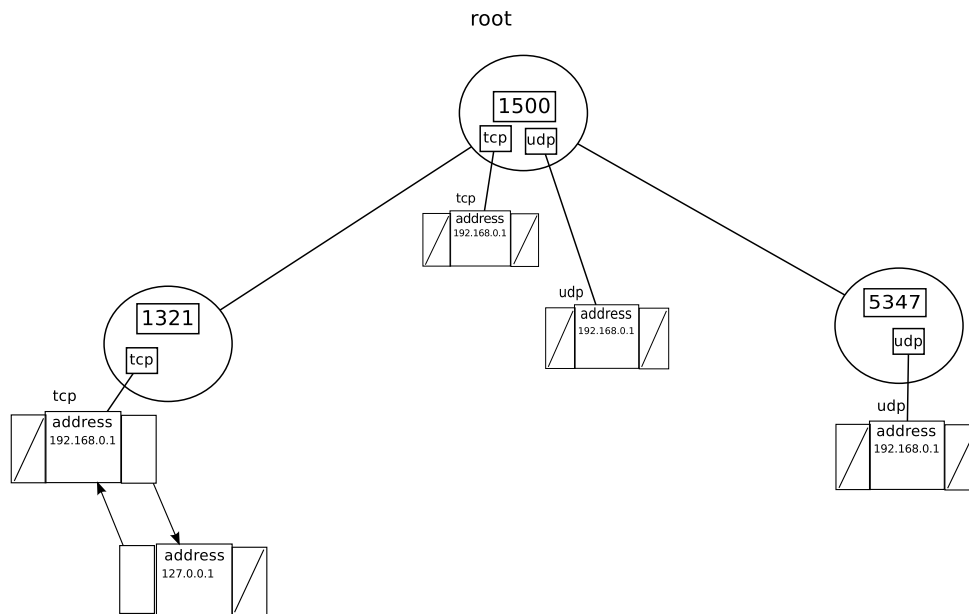 root
1500
tcp
udp
tcp
address
192.168.0.1
udp
address
192.168.0.1
1321
tcp
tcp
address
192.168.0.1
address
127.0.0.1
5347
udp
udp
address
192.168.0.1